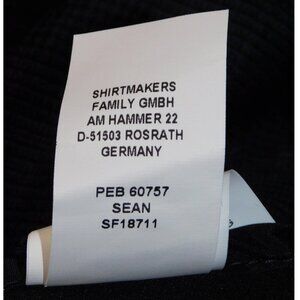 SHIRTMAKERS
FAMILY GMBH
AM HAMMER 22
D-51503 ROSRATH
GERMANY
PEB 60757
SEAN
SF18711